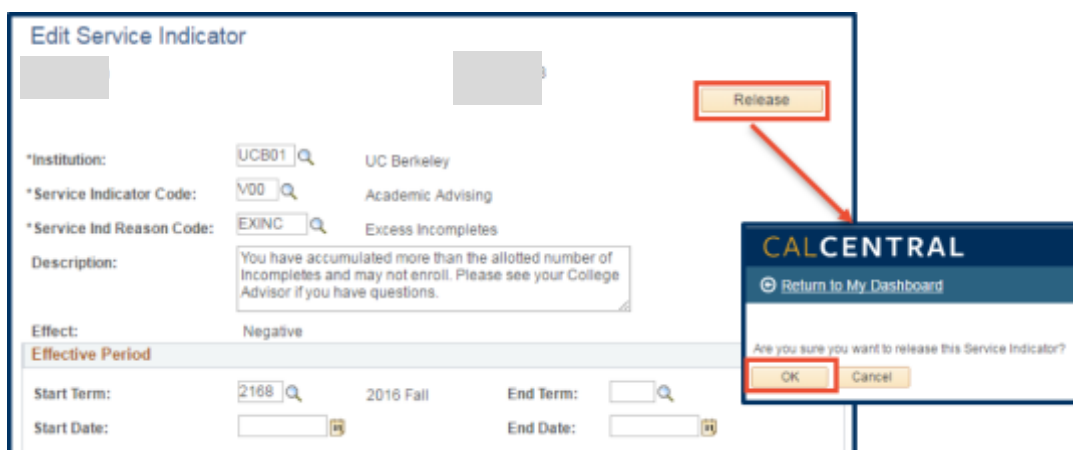 Edit Service Indicator
Release
*Institution: UCB01 UC Berkeley
*Service Indicator Code: V00 Academic Advising
*Service Ind Reason Code: EXINC Excess Incompletes
Description: You have accumulated more than the allotted number of
Incompletes and may not enroll. Please see your College
Advisor if you have questions.
Effect: Negative
Effective Period
Start Term: 2168 2016 Fall End Term:
Start Date: End Date:
CALCENTRAL
Return to My Dashboard
Are you sure you want to release this Service Indicator?
OK Cancel